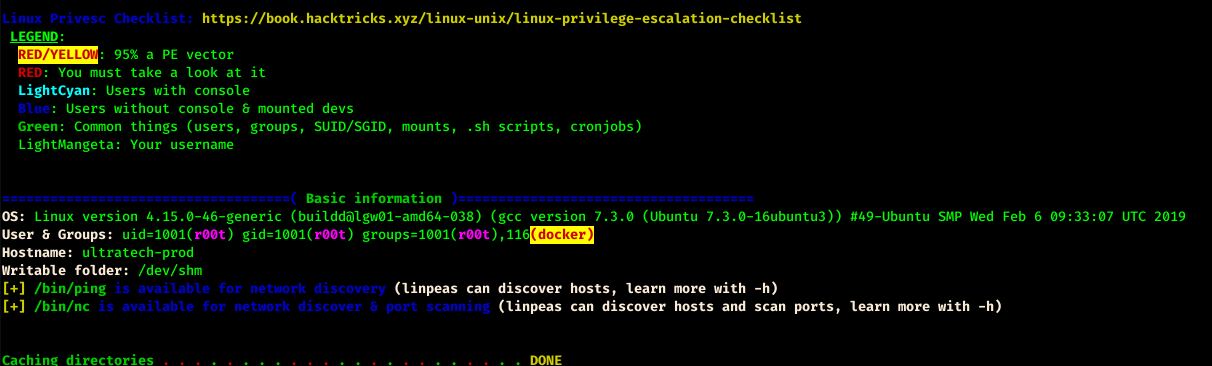 Linux Privesc Checklist: https://book.hacktricks.xyz/linux-unix/linux-privilege-escalation-checklist
LEGEND:
RED/YELLOW: 95% a PE vector
RED: You must take a look at it
LightCyan: Users with console
Blue: Users without console & mounted devs
Green: Common things (users, groups, SUID/SGID, mounts, .sh scripts, cronjobs)
LightMangeta: Your username
====================================( Basic information )=====================================
OS: Linux version 4.15.0-46-generic (buildd@lgw01-amd64-038) (gcc version 7.3.0 (Ubuntu 7.3.0-16ubuntu3)) #49-Ubuntu SMP Wed Feb 6 09:33:07 UTC 2019
User & Groups: uid=1001(r00t) gid=1001(r00t) groups=1001(r00t),116(docker)
Hostname: ultratech-prod
Writable folder: /dev/shm
[+] /bin/ping is available for network discovery (linpeas can discover hosts, learn more with -h)
[+] /bin/nc is available for network discover & port scanning (linpeas can discover hosts and scan ports, learn more with -h)
Caching directories . . . . . . . . . . . . . . . . . . . . . . . DONE